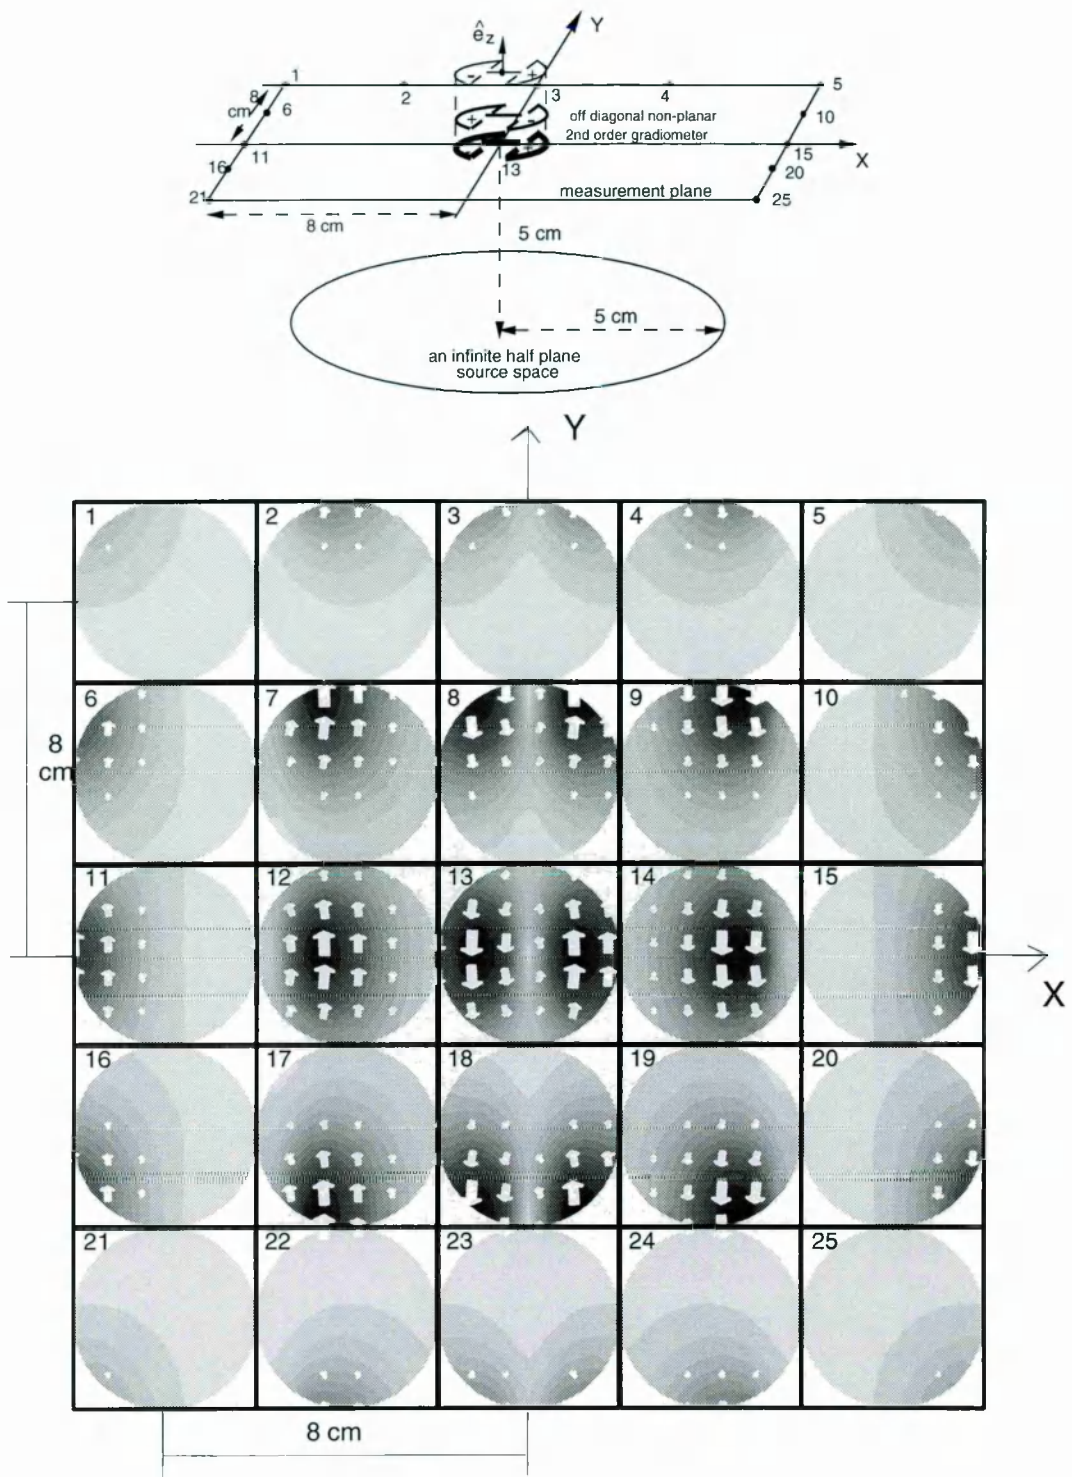 Y
ê_z
1
5
-
+
8
2
3
4
cm
6
10
+
-
off diagonal non-planar
2nd order gradiometer
11
-
+
15
X
16
13
20
21
measurement plane
25
8 cm
5 cm
5 cm
an infinite half plane
source space
Y
1 2 3 4 5
6 7 8 9 10
8
cm
11 12 13 14 15
X
16 17 18 19 20
21 22 23 24 25
8 cm